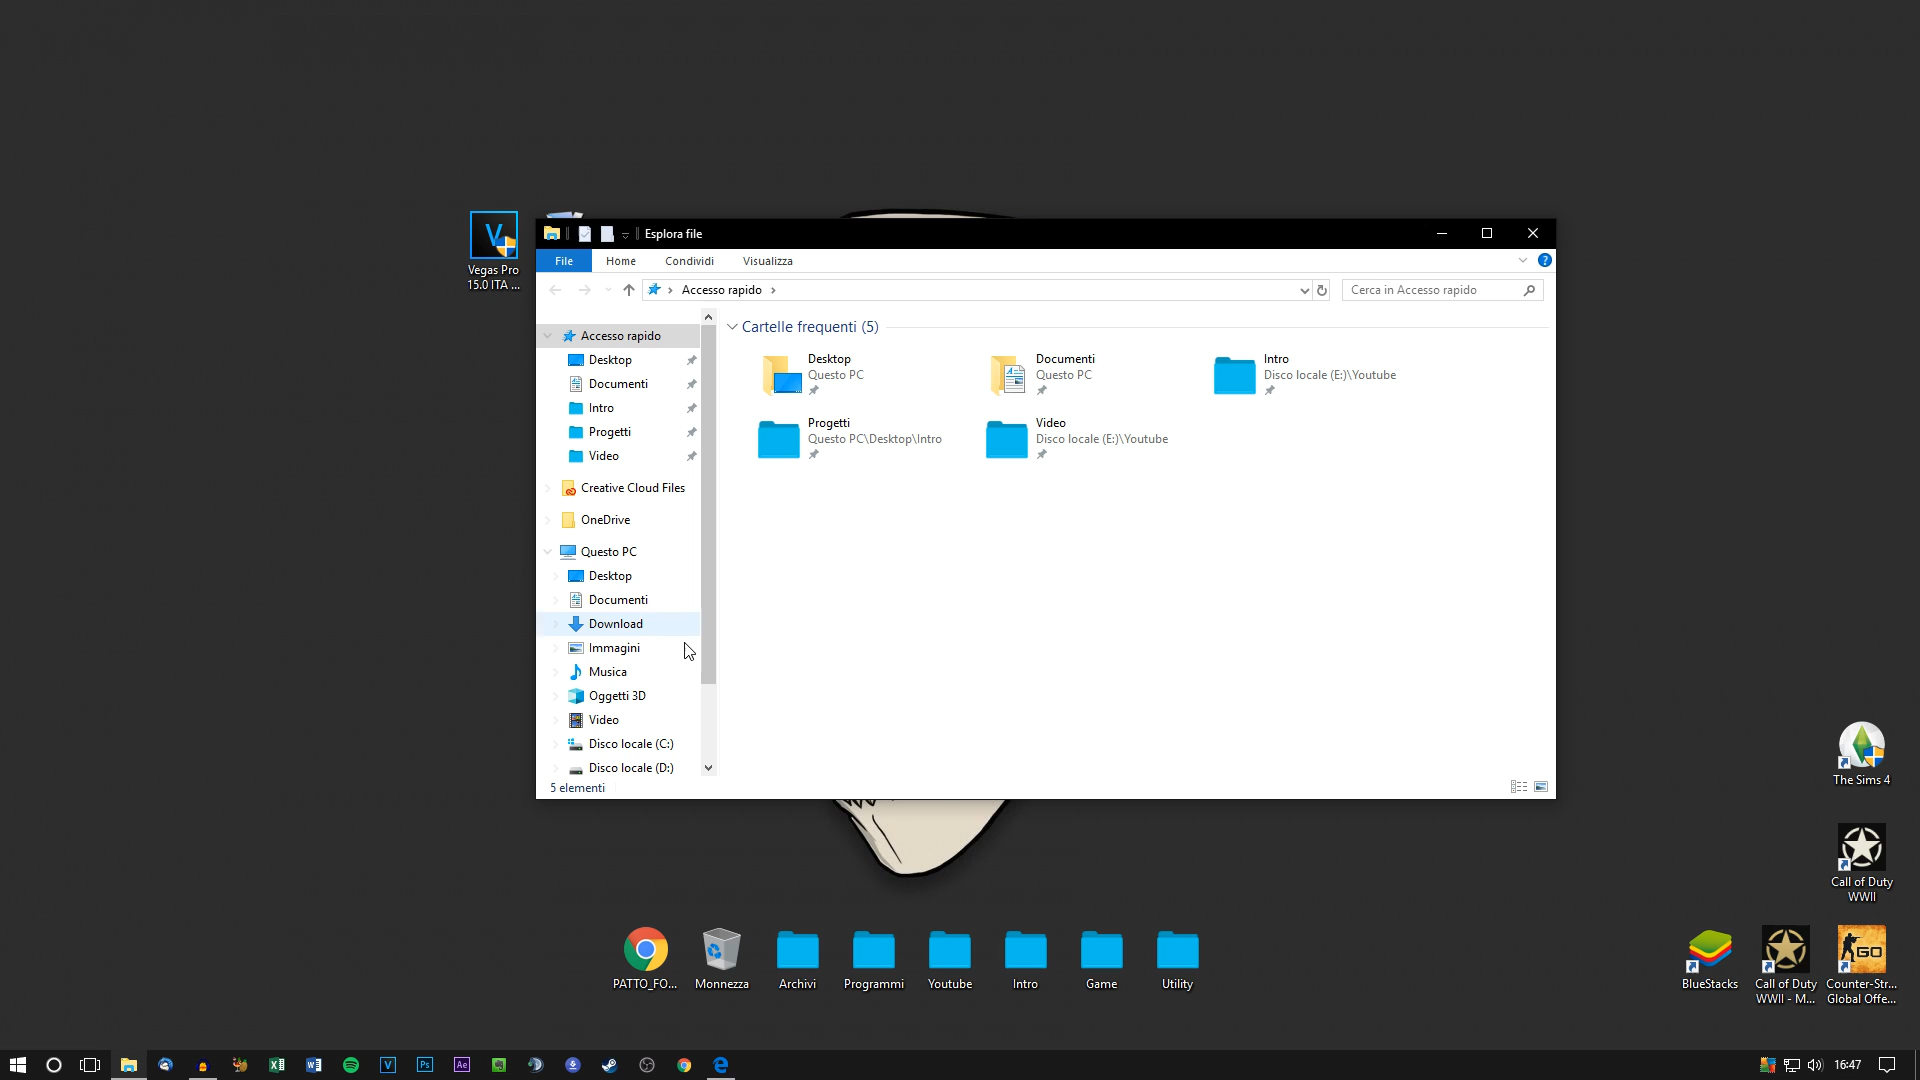 Vegas Pro
15.0 ITA ...
Esplora file
File Home Condividi Visualizza
Accesso rapido
Cerca in Accesso rapido
Accesso rapido
Desktop
Documenti
Intro
Progetti
Video
Creative Cloud Files
OneDrive
Questo PC
Desktop
Documenti
Download
Immagini
Musica
Oggetti 3D
Video
Disco locale (C:)
Disco locale (D:)
Cartelle frequenti (5)
Desktop
Questo PC
Documenti
Questo PC
Intro
Disco locale (E:)\Youtube
Progetti
Questo PC\Desktop\Intro
Video
Disco locale (E:)\Youtube
5 elementi
The Sims 4
Call of Duty
WWII
PATTO_FO...
Monnezza
Archivi
Programmi
Youtube
Intro
Game
Utility
BlueStacks
Call of Duty
WWII - M...
GO
Counter-Str...
Global Offe...
16:47